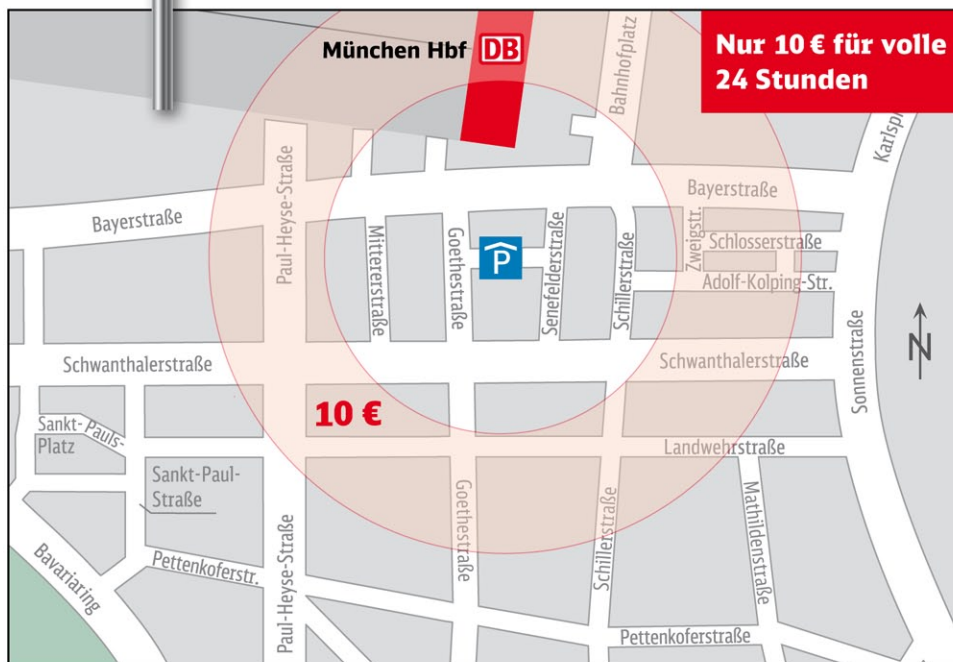 München Hbf DB
Nur 10 € für volle
24 Stunden
Bahnhofplatz
Karlspl
Bayerstraße
Bayerstraße
Paul-Heyse-Straße
Mittererstraße
Goethestraße
P
Senefelderstraße
Schillerstraße
Zweigstr.
Schlosserstraße
Adolf-Kolping-Str.
Sonnenstraße
N
Schwanthalerstraße
Schwanthalerstraße
10 €
Sankt-Pauls-
Platz
Landwehrstraße
Sankt-Paul-
Straße
Goethestraße
Schillerstraße
Mathildenstraße
Bavariaring
Pettenkoferstr.
Paul-Heyse-Straße
Pettenkoferstraße